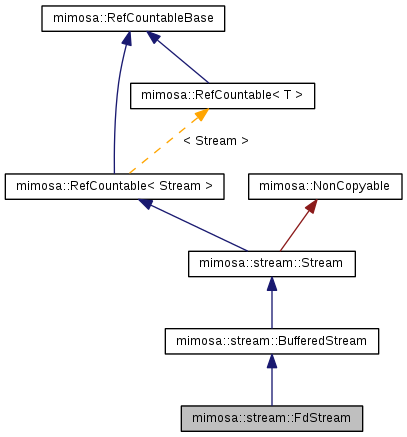 mimosa::RefCountableBase
mimosa::RefCountable< T >
< Stream >
mimosa::RefCountable< Stream >
mimosa::NonCopyable
mimosa::stream::Stream
mimosa::stream::BufferedStream
mimosa::stream::FdStream